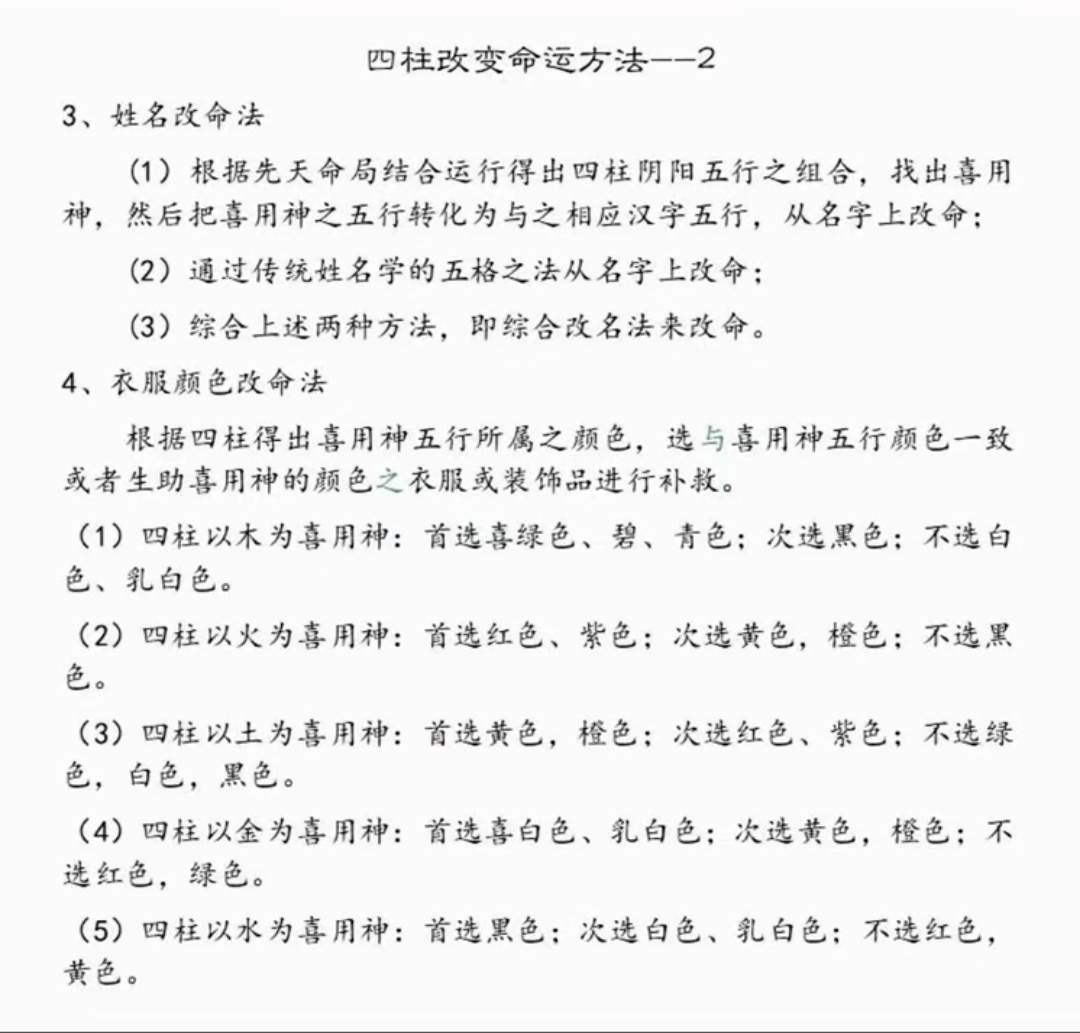 四柱改变命运方法——2
3、姓名改命法
(1)根据先天命局结合运行得出四柱阴阳五行之组合，找出喜用
神，然后把喜用神之五行转化为与之相应汉字五行，从名字上改命；
(2)通过传统姓名学的五格之法从名字上改命；
(3)综合上述两种方法，即综合改名法来改命。
4、衣服颜色改命法
根据四柱得出喜用神五行所属之颜色，选与喜用神五行颜色一致
或者生助喜用神的颜色之衣服或装饰品进行补救。
(1)四柱以木为喜用神：首选喜绿色、碧、青色；次选黑色；不选白
色、乳白色。
(2)四柱以火为喜用神：首选红色、紫色；次选黄色，橙色；不选黑
色。
(3)四柱以土为喜用神：首选黄色，橙色；次选红色、紫色；不选绿
色，白色，黑色。
(4)四柱以金为喜用神：首选喜白色、乳白色；次选黄色，橙色；不
选红色，绿色。
(5)四柱以水为喜用神：首选黑色；次选白色、乳白色；不选红色，
黄色。